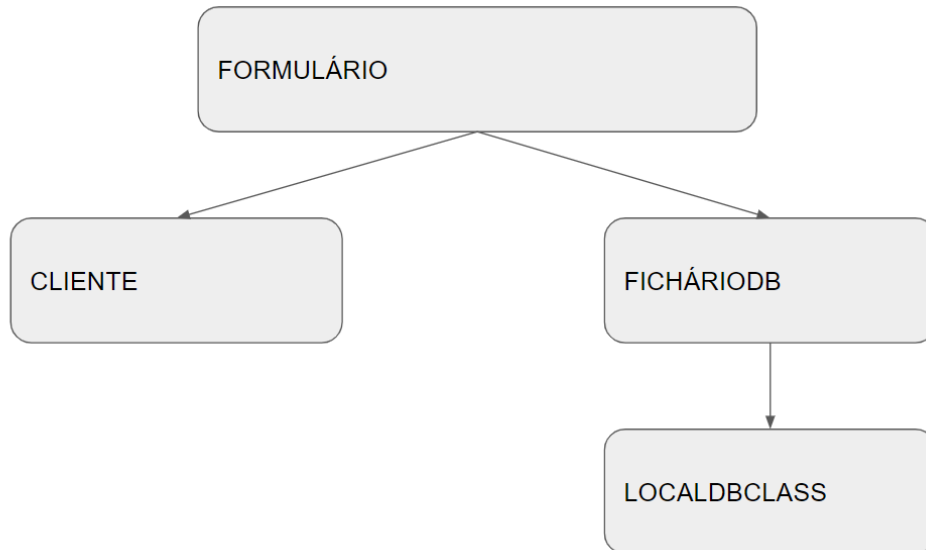 FORMULÁRIO
CLIENTE
FICHÁRIODB
LOCALDBCLASS